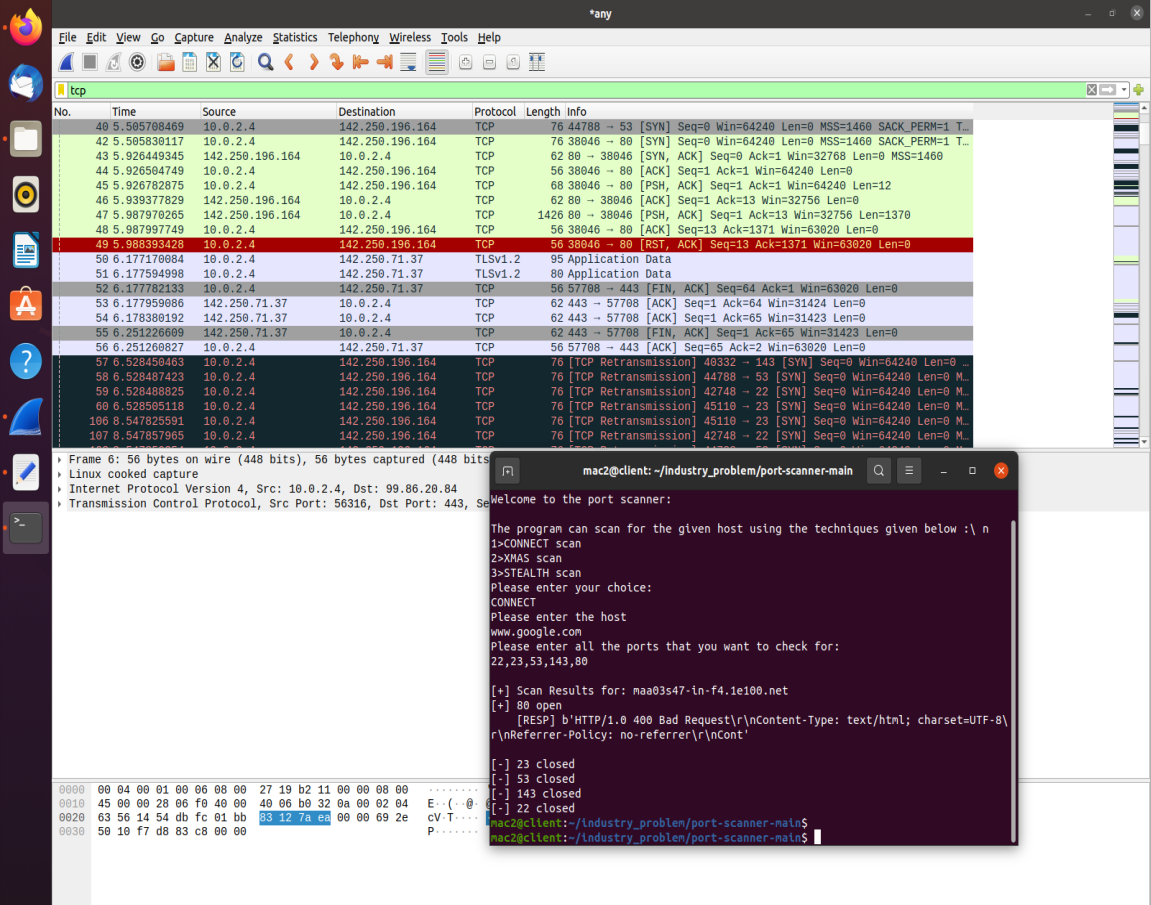 *any
File Edit View Go Capture Analyze Statistics Telephony Wireless Tools Help
tcp
No. Time Source Destination Protocol Length Info
40 5.505708469 10.0.2.4 142.250.196.164 TCP 76 44788 → 53 [SYN] Seq=0 Win=64240 Len=0 MSS=1460 SACK_PERM=1 T…
42 5.505830117 10.0.2.4 142.250.196.164 TCP 76 38046 → 80 [SYN] Seq=0 Win=64240 Len=0 MSS=1460 SACK_PERM=1 T…
43 5.926449345 142.250.196.164 10.0.2.4 TCP 62 80 → 38046 [SYN, ACK] Seq=0 Ack=1 Win=32768 Len=0 MSS=1460
44 5.926504749 10.0.2.4 142.250.196.164 TCP 56 38046 → 80 [ACK] Seq=1 Ack=1 Win=64240 Len=0
45 5.926782875 10.0.2.4 142.250.196.164 TCP 68 38046 → 80 [PSH, ACK] Seq=1 Ack=1 Win=64240 Len=12
46 5.939377829 142.250.196.164 10.0.2.4 TCP 62 80 → 38046 [ACK] Seq=1 Ack=13 Win=32756 Len=0
47 5.987970265 142.250.196.164 10.0.2.4 TCP 1426 80 → 38046 [PSH, ACK] Seq=1 Ack=13 Win=32756 Len=1370
48 5.987997749 10.0.2.4 142.250.196.164 TCP 56 38046 → 80 [ACK] Seq=13 Ack=1371 Win=63020 Len=0
49 5.988393428 10.0.2.4 142.250.196.164 TCP 56 38046 → 80 [RST, ACK] Seq=13 Ack=1371 Win=63020 Len=0
50 6.177170084 10.0.2.4 142.250.71.37 TLSv1.2 95 Application Data
51 6.177594998 10.0.2.4 142.250.71.37 TLSv1.2 80 Application Data
52 6.177782133 10.0.2.4 142.250.71.37 TCP 56 57708 → 443 [FIN, ACK] Seq=64 Ack=1 Win=63020 Len=0
53 6.177959086 142.250.71.37 10.0.2.4 TCP 62 443 → 57708 [ACK] Seq=1 Ack=64 Win=31424 Len=0
54 6.178380192 142.250.71.37 10.0.2.4 TCP 62 443 → 57708 [ACK] Seq=1 Ack=65 Win=31423 Len=0
55 6.251226609 142.250.71.37 10.0.2.4 TCP 62 443 → 57708 [FIN, ACK] Seq=1 Ack=65 Win=31423 Len=0
56 6.251260827 10.0.2.4 142.250.71.37 TCP 56 57708 → 443 [ACK] Seq=65 Ack=2 Win=63020 Len=0
57 6.528450463 10.0.2.4 142.250.196.164 TCP 76 [TCP Retransmission] 40332 → 143 [SYN] Seq=0 Win=64240 Len=0 …
58 6.528487423 10.0.2.4 142.250.196.164 TCP 76 [TCP Retransmission] 44788 → 53 [SYN] Seq=0 Win=64240 Len=0 M…
59 6.528488825 10.0.2.4 142.250.196.164 TCP 76 [TCP Retransmission] 42748 → 22 [SYN] Seq=0 Win=64240 Len=0 M…
60 6.528505118 10.0.2.4 142.250.196.164 TCP 76 [TCP Retransmission] 45110 → 23 [SYN] Seq=0 Win=64240 Len=0 M…
106 8.547825591 10.0.2.4 142.250.196.164 TCP 76 [TCP Retransmission] 45110 → 23 [SYN] Seq=0 Win=64240 Len=0 M…
107 8.547857965 10.0.2.4 142.250.196.164 TCP 76 [TCP Retransmission] 42748 → 22 [SYN] Seq=0 Win=64240 Len=0 M…
Frame 6: 56 bytes on wire (448 bits), 56 bytes captured (448 bits
Linux cooked capture
Internet Protocol Version 4, Src: 10.0.2.4, Dst: 99.86.20.84
Transmission Control Protocol, Src Port: 56316, Dst Port: 443, Se
mac2@client: ~/industry_problem/port-scanner-main
Welcome to the port scanner:
The program can scan for the given host using the techniques given below :\ n
1>CONNECT scan
2>XMAS scan
3>STEALTH scan
Please enter your choice:
CONNECT
Please enter the host
www.google.com
Please enter all the ports that you want to check for:
22,23,53,143,80
[+] Scan Results for: maa03s47-in-f4.1e100.net
[+] 80 open
[RESP] b'HTTP/1.0 400 Bad Request\r\nContent-Type: text/html; charset=UTF-8\
r\nReferrer-Policy: no-referrer\r\nCont'
[-] 23 closed
[-] 53 closed
[-] 143 closed
[-] 22 closed
mac2@client:~/industry_problem/port-scanner-main$
mac2@client:~/industry_problem/port-scanner-main$
0000 00 04 00 01 00 06 08 00 27 19 b2 11 00 00 08 00 ········
0010 45 00 00 28 06 f0 40 00 40 06 b0 32 0a 00 02 04 E··(··@·
0020 63 56 14 54 db fc 01 bb 83 12 7a ea 00 00 69 2e cV·T····
0030 50 10 f7 d8 83 c8 00 00 P·······